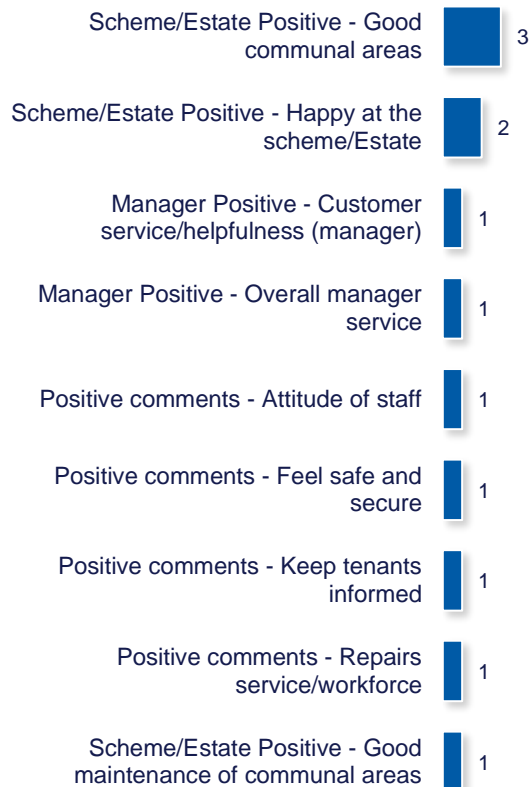 Scheme/Estate Positive - Good
communal areas
3
Scheme/Estate Positive - Happy at the
scheme/Estate
2
Manager Positive - Customer
service/helpfulness (manager)
1
Manager Positive - Overall manager
service
1
Positive comments - Attitude of staff
1
Positive comments - Feel safe and
secure
1
Positive comments - Keep tenants
informed
1
Positive comments - Repairs
service/workforce
1
Scheme/Estate Positive - Good
maintenance of communal areas
1